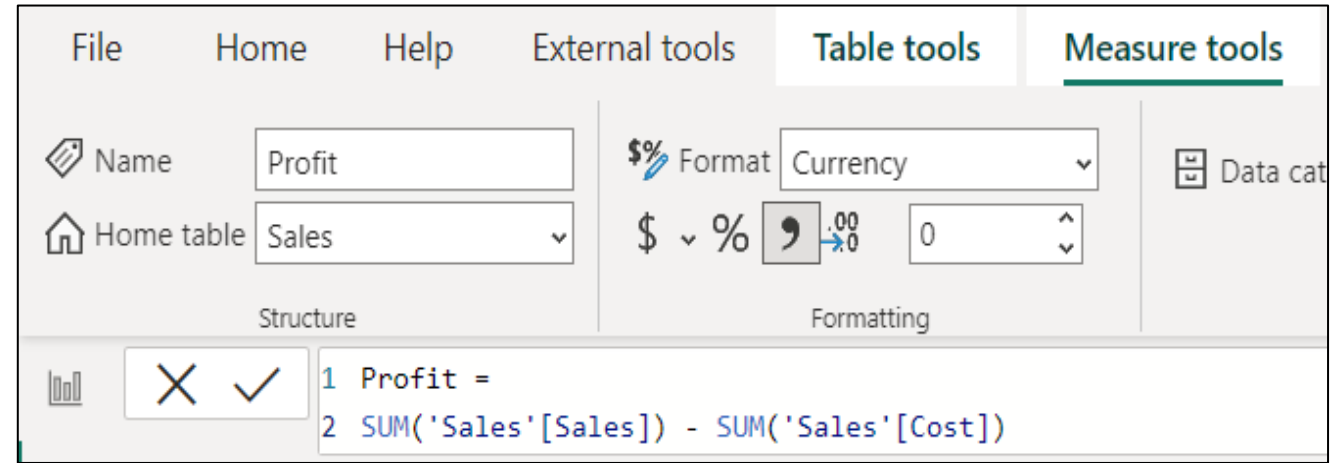 File Home Help External tools Table tools Measure tools
Name Profit $% Format Currency Data cat
Home table Sales $ % , .00 .0 0
Structure Formatting
1 Profit =
2 SUM('Sales'[Sales]) - SUM('Sales'[Cost])